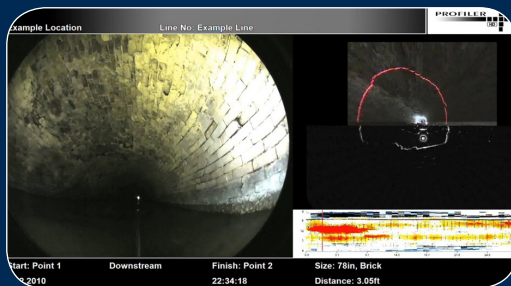 PROFILER
HD
Example Location
Line No: Example Line
Start: Point 1
Downstream
Finish: Point 2
Size: 78in, Brick
2010
22:34:18
Distance: 3.05ft